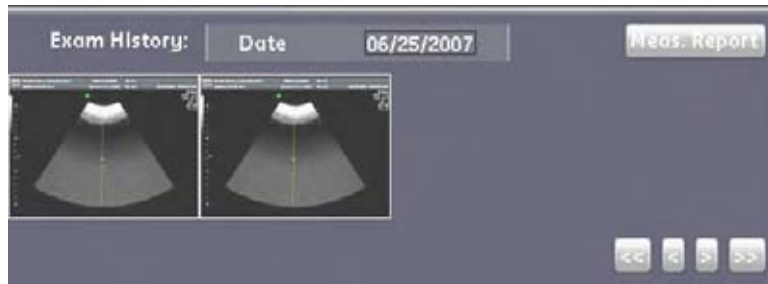 Exam History: Date 06/25/2007 Meas. Report
<< < > >>